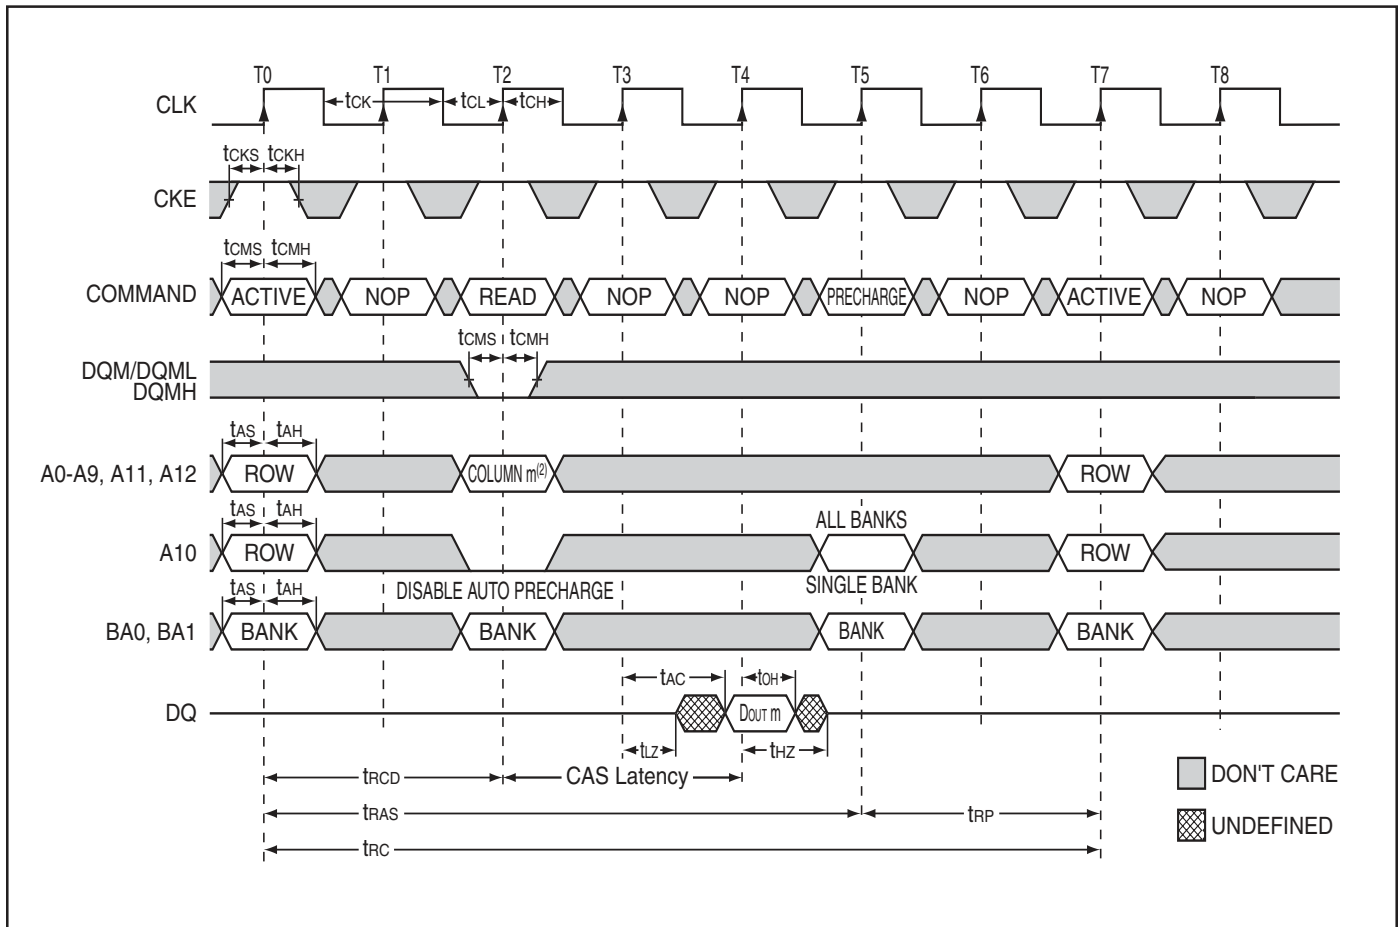 T0 T1 T2 T3 T4 T5 T6 T7 T8
CLK tCK tCL tCH
tCKS tCKH
CKE
tCMS tCMH
COMMAND ACTIVE NOP READ NOP NOP PRECHARGE NOP ACTIVE NOP
tCMS tCMH
DQM/DQML
DQMH
tAS tAH
A0-A9, A11, A12 ROW COLUMN m(2) ROW
tAS tAH ALL BANKS
A10 ROW ROW
DISABLE AUTO PRECHARGE SINGLE BANK
tAS tAH
BA0, BA1 BANK BANK BANK BANK
tAC tOH
DQ DOUT m
tLZ tHZ
tRCD CAS Latency
DON'T CARE
tRAS tRP
UNDEFINED
tRC